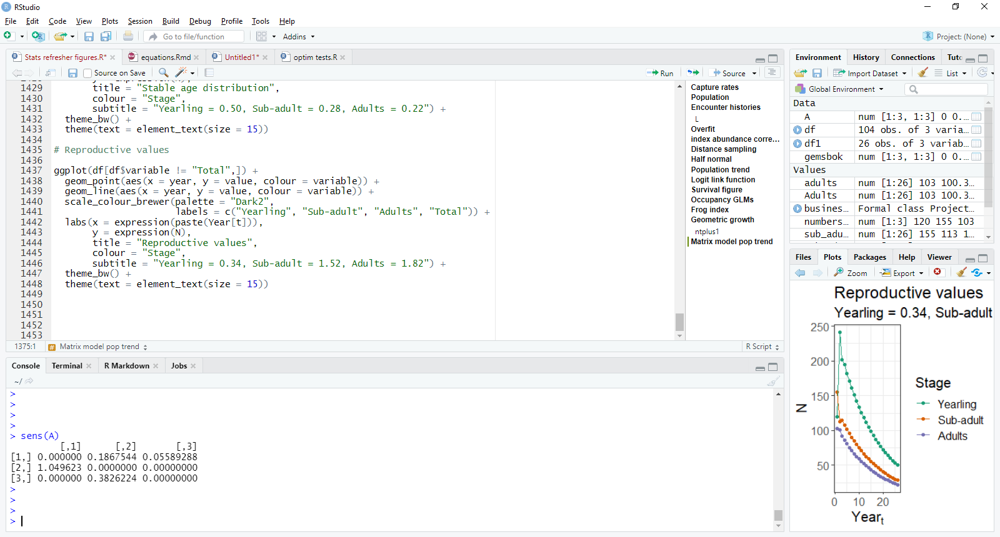 RStudio
File Edit Code View Plots Session Build Debug Profile Tools Help
Go to file/function Addins Project: (None)
Stats refresher figures.R* equations.Rmd Untitled1* optim tests.R
Source on Save Run Source
1429 title = "Stable age distribution",
1430 colour = "Stage",
1431 subtitle = "Yearling = 0.50, Sub-adult = 0.28, Adults = 0.22") +
1432 theme_bw() +
1433 theme(text = element_text(size = 15))
1434
1435 # Reproductive values
1436
1437 ggplot(df[df$variable != "Total",]) +
1438 geom_point(aes(x = year, y = value, colour = variable)) +
1439 geom_line(aes(x = year, y = value, colour = variable)) +
1440 scale_colour_brewer(palette = "Dark2",
1441 labels = c("Yearling", "Sub-adult", "Adults", "Total")) +
1442 labs(x = expression(paste(Year[t])),
1443 y = expression(N),
1444 title = "Reproductive values",
1445 colour = "Stage",
1446 subtitle = "Yearling = 0.34, Sub-adult = 1.52, Adults = 1.82") +
1447 theme_bw() +
1448 theme(text = element_text(size = 15))
1449
1450
1451
1452
1453
Capture rates
Population
Encounter histories
L
Overfit
index abundance corre...
Distance sampling
Half normal
Population trend
Logit link function
Survival figure
Occupancy GLMs
Frog index
Geometric growth
ntplus1
Matrix model pop trend
1375:1 # Matrix model pop trend R Script
Console Terminal R Markdown Jobs
~/
>
>
>
>
> sens(A)
[,1] [,2] [,3]
[1,] 0.000000 0.1867544 0.05589288
[2,] 1.049623 0.0000000 0.00000000
[3,] 0.000000 0.3826224 0.00000000
>
>
>
>
Environment History Connections Tuto
Import Dataset List
Global Environment
Data
A num [1:3, 1:3] 0 0...
df 104 obs. of 3 varia...
df1 26 obs. of 3 variab...
gemsbok num [1:3, 1:3] 0 0...
Values
adults num [1:26] 103 100.3...
Adults num [1:26] 103 100.3...
busines... Formal class Project...
numbers... num [1:3] 120 155 103
sub_adu... num [1:26] 155 113 1...
Files Plots Packages Help Viewer
Zoom Export
Reproductive values
Yearling = 0.34, Sub-adult
250
200
150
100
50
N
0 10 20
Yeart
Stage
Yearling
Sub-adult
Adults